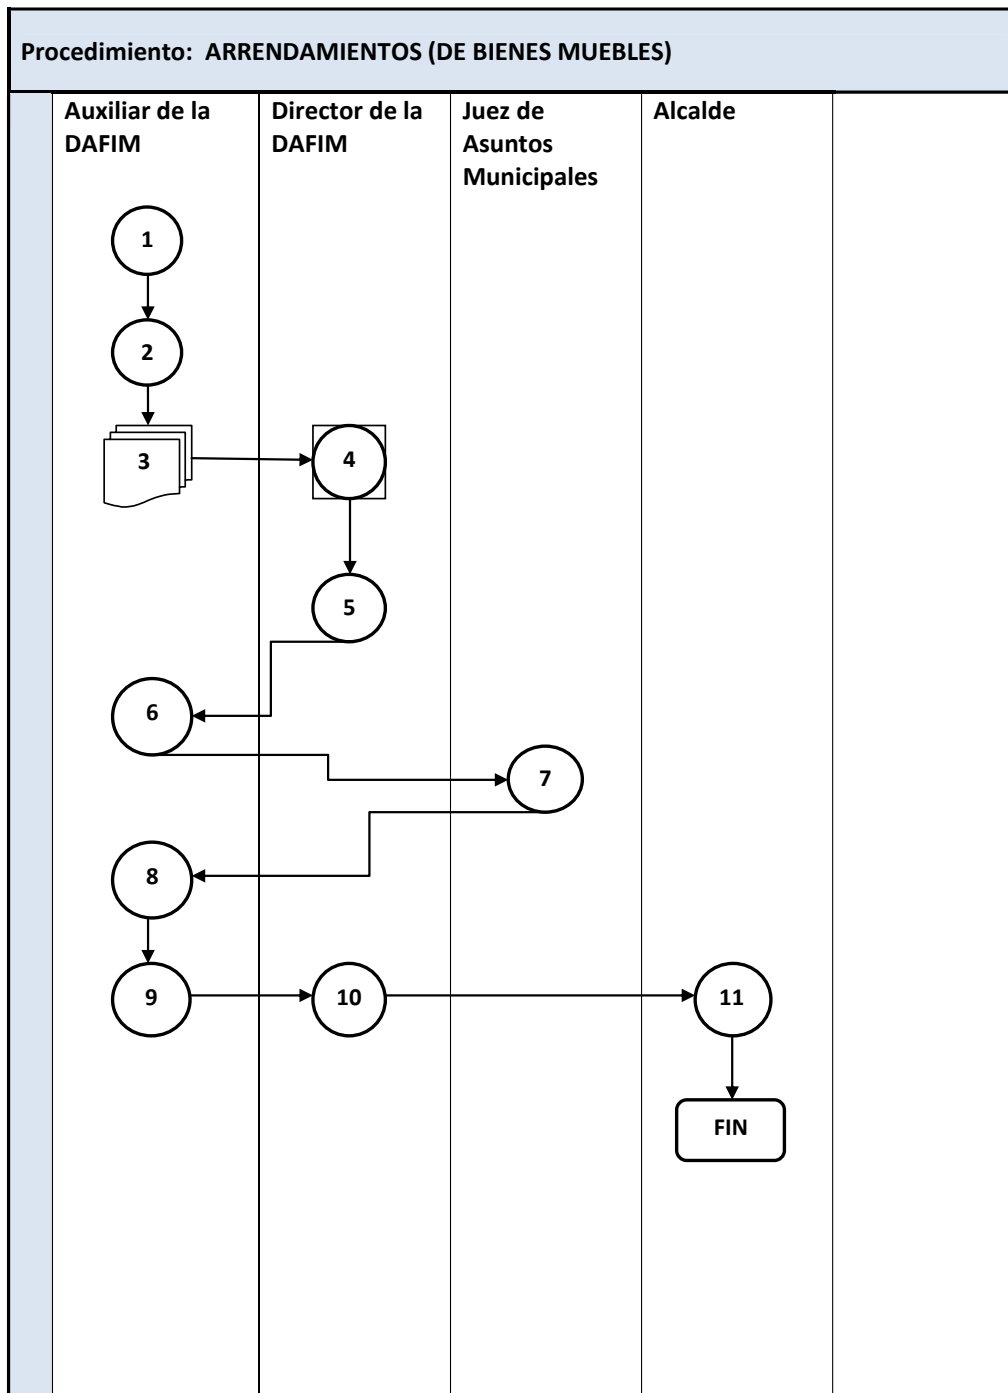 Procedimiento: ARRENDAMIENTOS (DE BIENES MUEBLES)
Auxiliar de la
DAFIM
Director de la
DAFIM
Juez de
Asuntos
Municipales
Alcalde
1
2
3
4
5
6
7
8
9
10
11
FIN